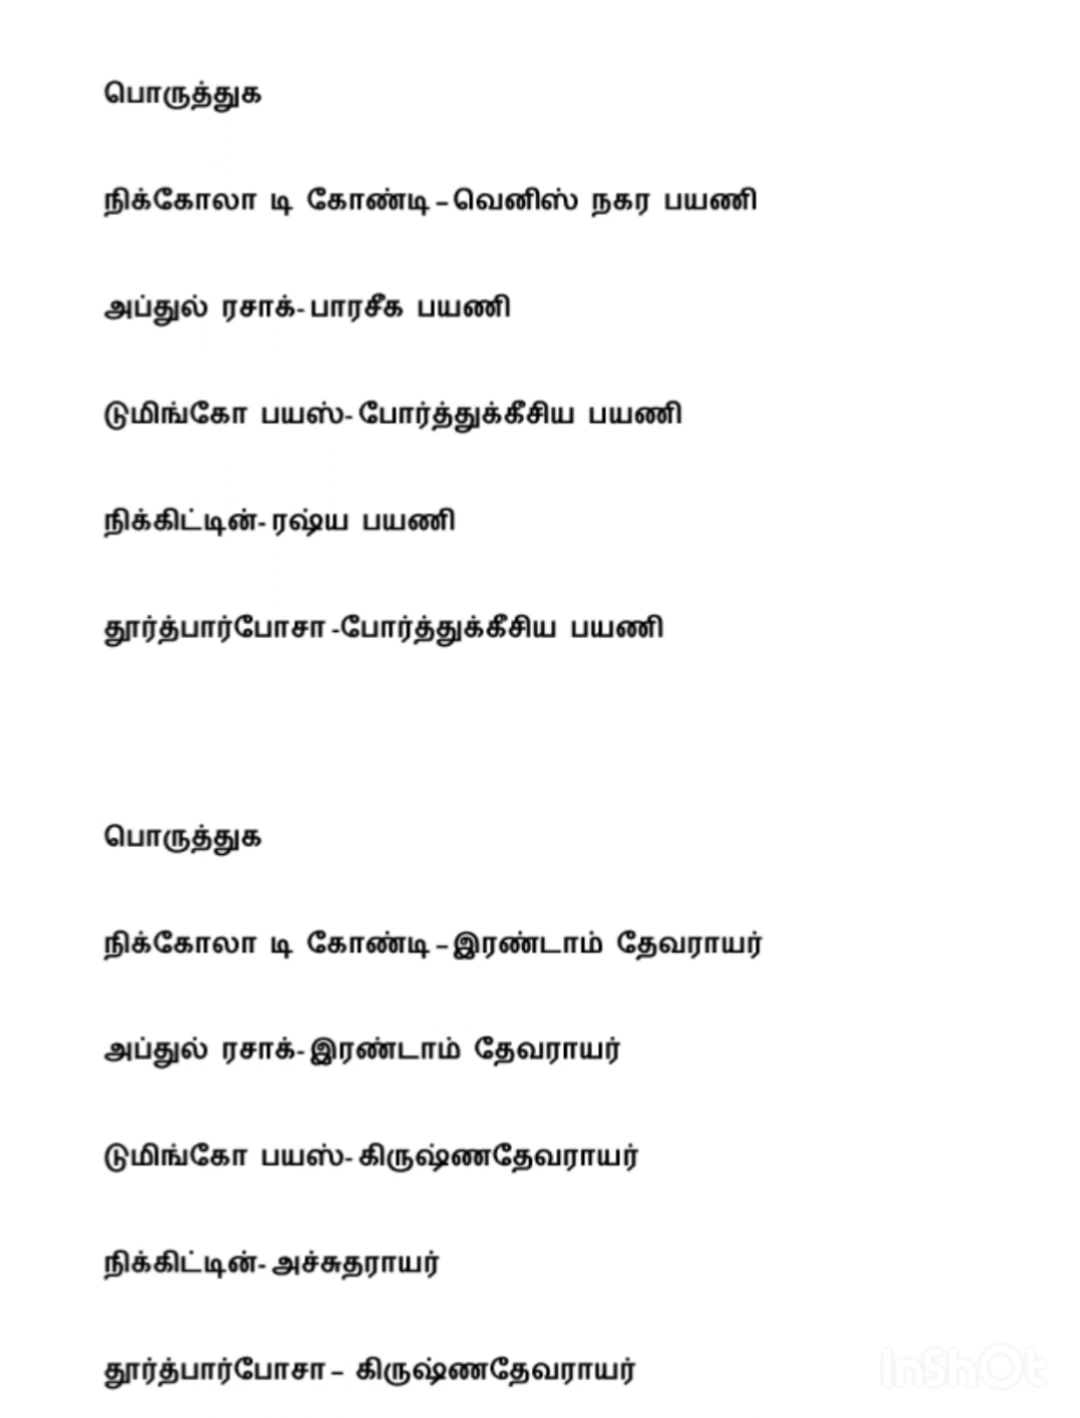 பொருத்துக
நிக்கோலா டி கோண்டி – வெனிஸ் நகர பயணி
அப்துல் ரசாக்- பாரசீக பயணி
டுமிங்கோ பயஸ்- போர்த்துக்கீசிய பயணி
நிக்கிட்டின்- ரஷ்ய பயணி
தூர்த்பார்போசா -போர்த்துக்கீசிய பயணி
பொருத்துக
நிக்கோலா டி கோண்டி – இரண்டாம் தேவராயர்
அப்துல் ரசாக்- இரண்டாம் தேவராயர்
டுமிங்கோ பயஸ்- கிருஷ்ணதேவராயர்
நிக்கிட்டின்- அச்சுதராயர்
தூர்த்பார்போசா – கிருஷ்ணதேவராயர்
InShOt